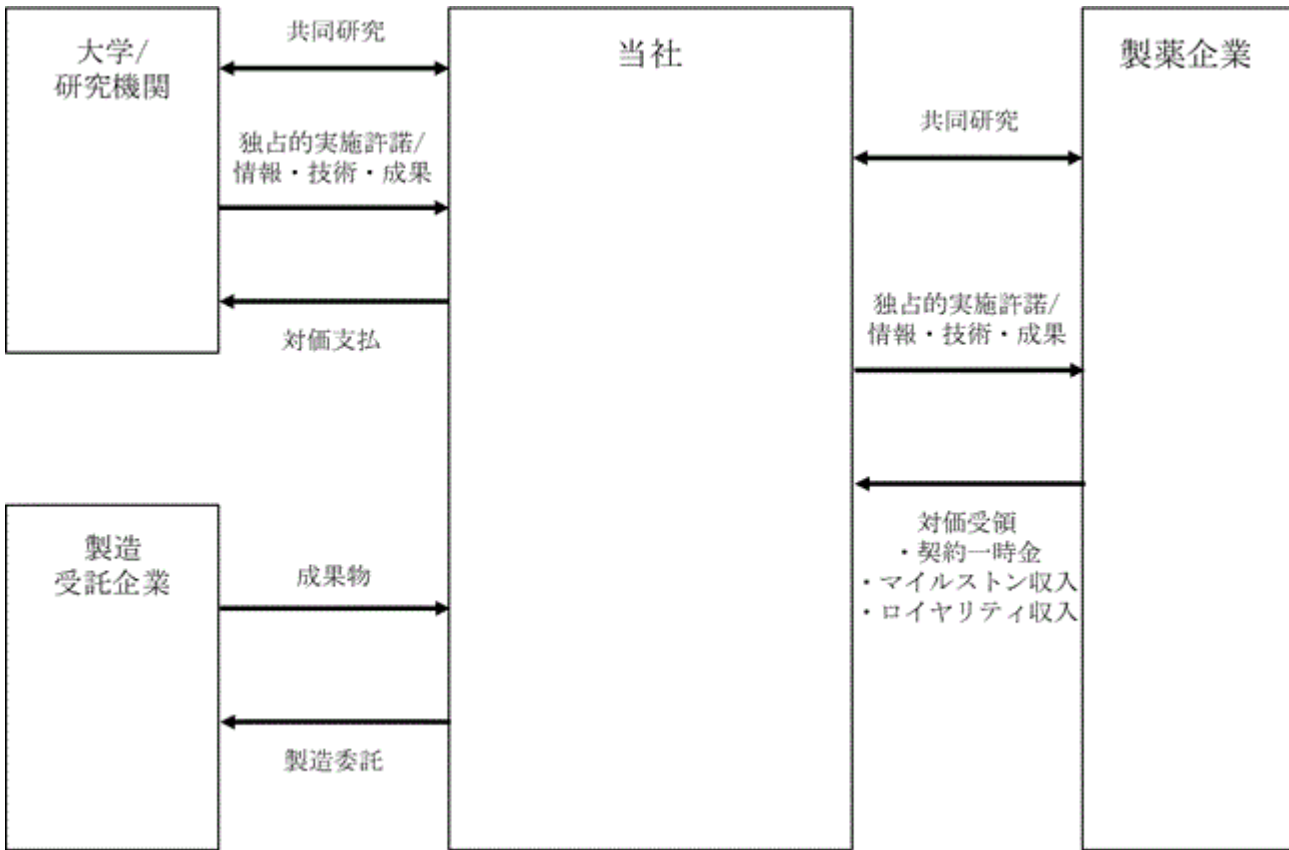 大学/
研究機関
共同研究
独占的実施許諾/
情報・技術・成果
対価支払
製造
受託企業
成果物
製造委託
当社
共同研究
独占的実施許諾/
情報・技術・成果
対価受領
・契約一時金
・マイルストン収入
・ロイヤリティ収入
製薬企業